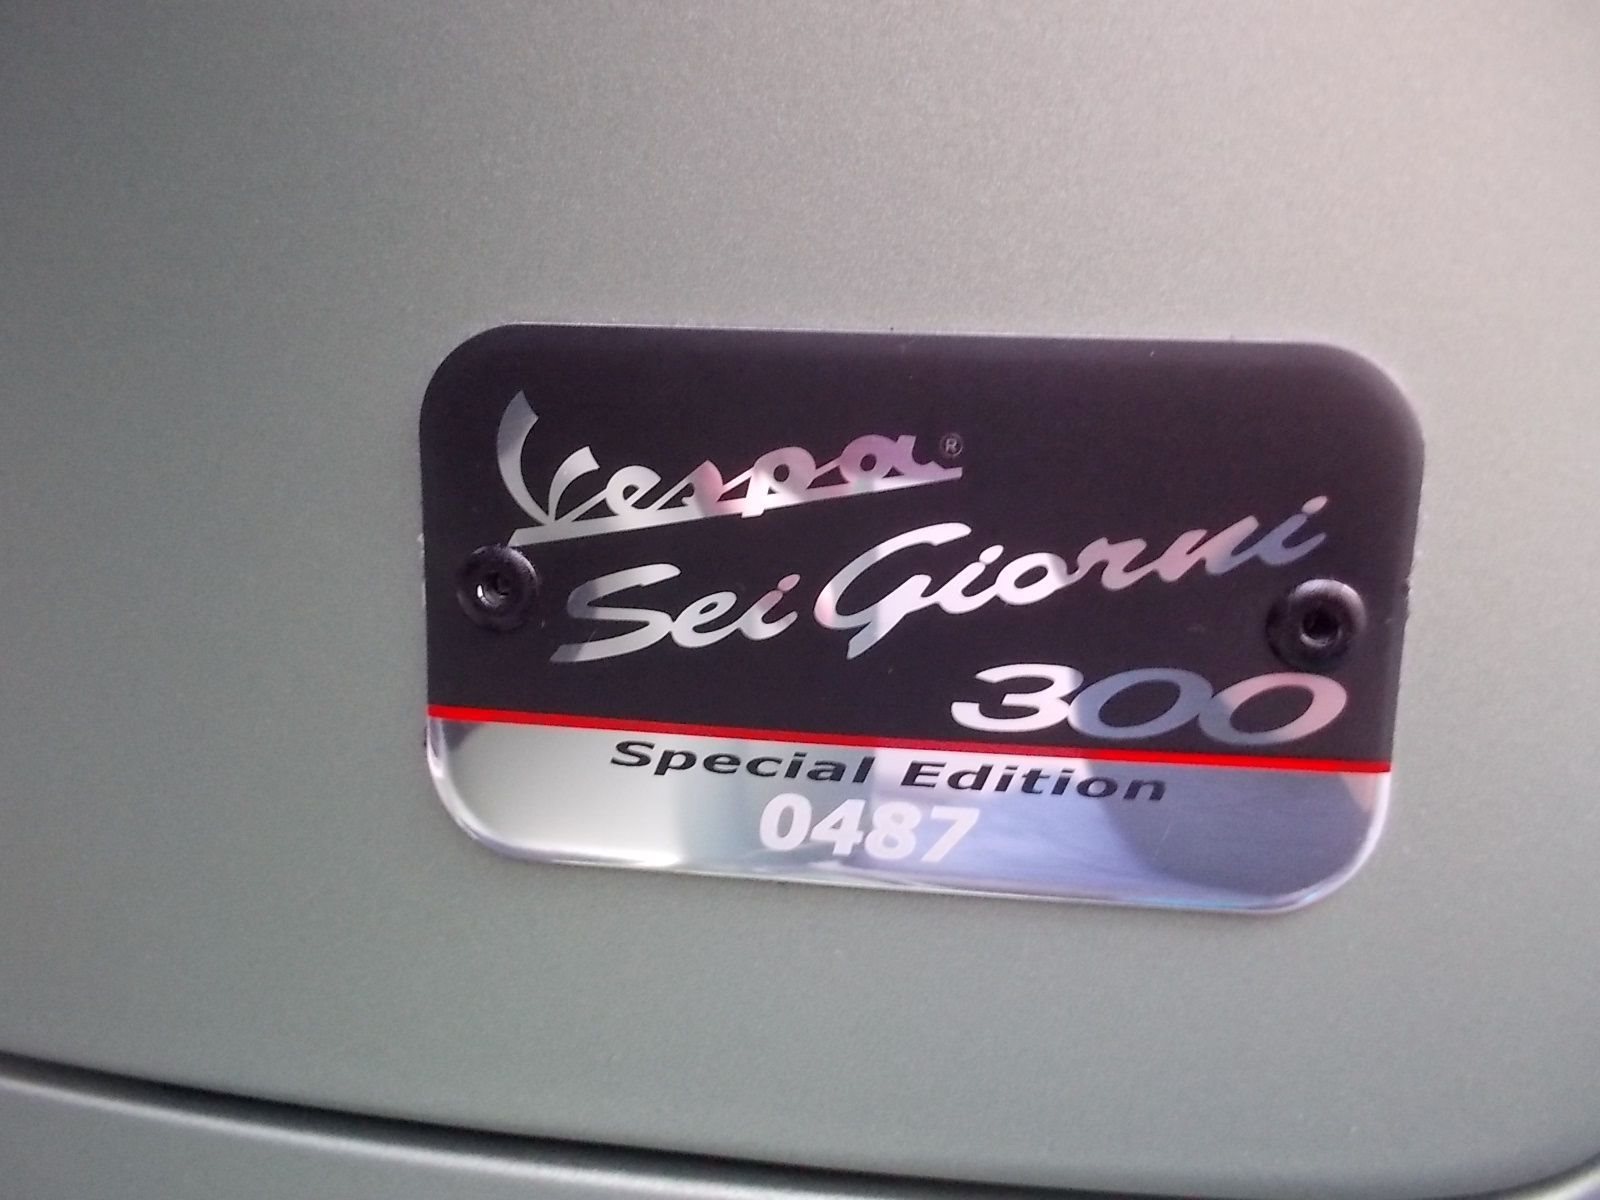 Vespa®
Sei Giorni
300
Special Edition
0487